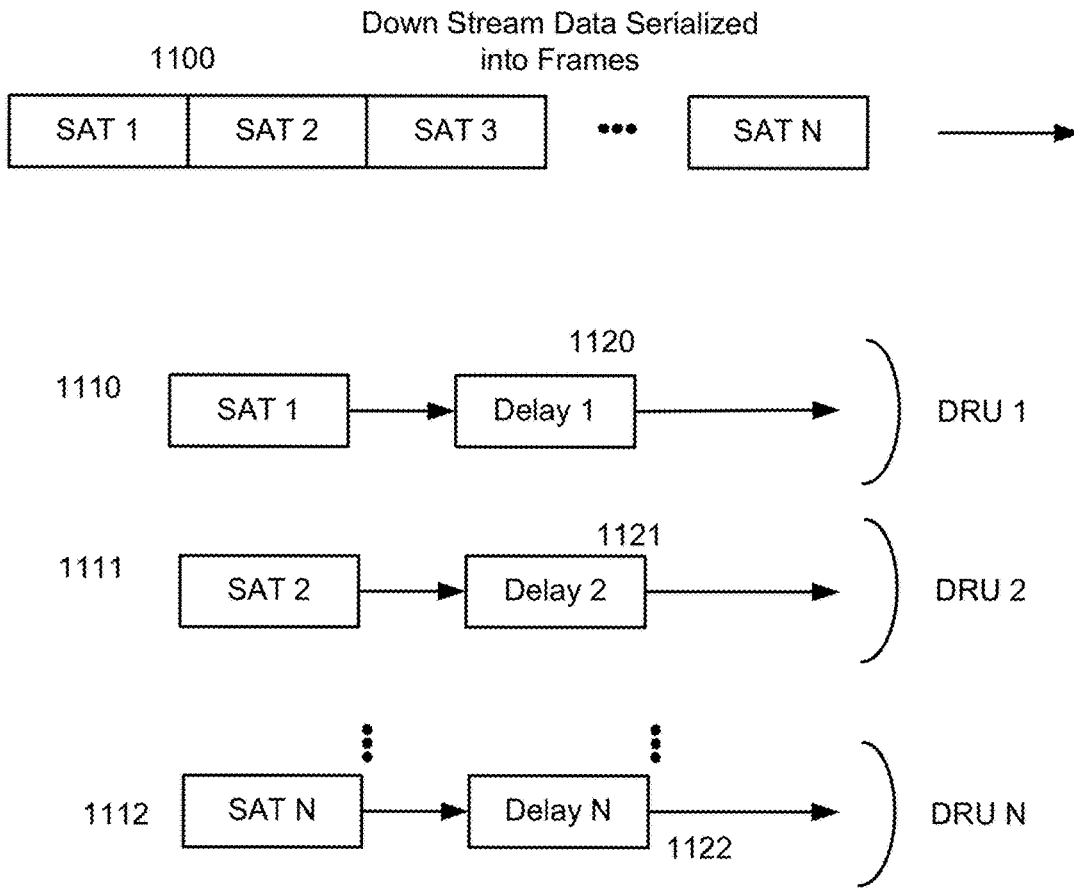 Down Stream Data Serialized
into Frames
1100
SAT 1 SAT 2 SAT 3 ••• SAT N
1120
1110 SAT 1 Delay 1 DRU 1
1121
1111 SAT 2 Delay 2 DRU 2
1112 SAT N Delay N DRU N
1122